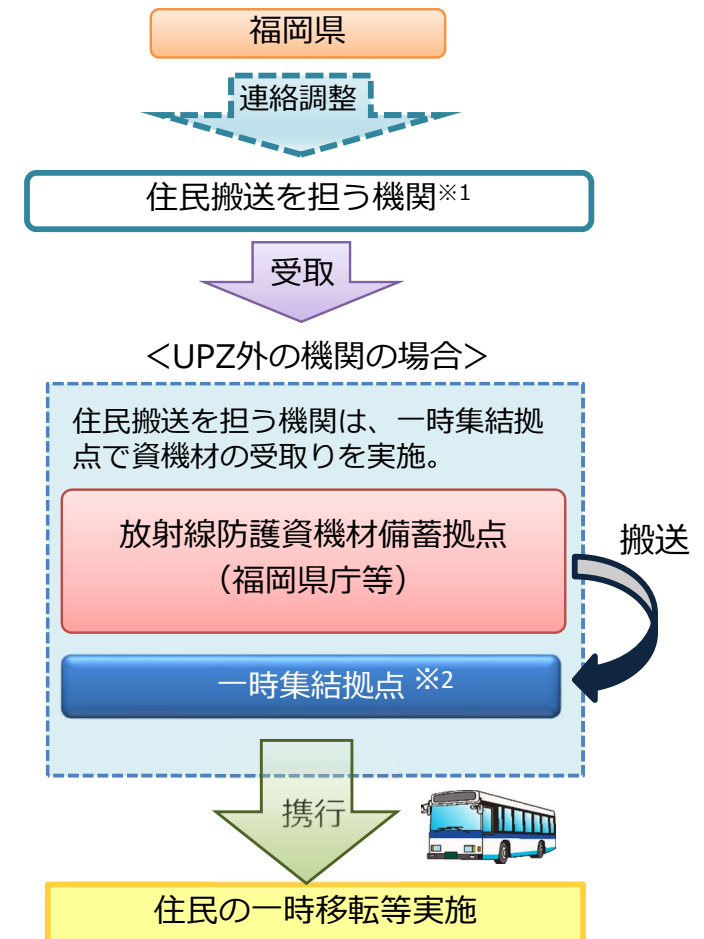 福岡県
連絡調整
住民搬送を担う機関※1
受取
＜UPZ外の機関の場合＞
住民搬送を担う機関は、一時集結拠
点で資機材の受取りを実施。
放射線防護資機材備蓄拠点
（福岡県庁等）
搬送
一時集結拠点 ※2
携行
住民の一時移転等実施